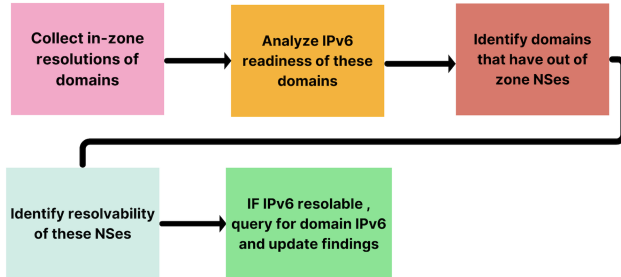 Collect in-zone
resolutions of
domains
Analyze IPv6
readiness of these
domains
Identify domains
that have out of
zone NSes
Identify resolvability
of these NSes
IF IPv6 resolable ,
query for domain IPv6
and update findings